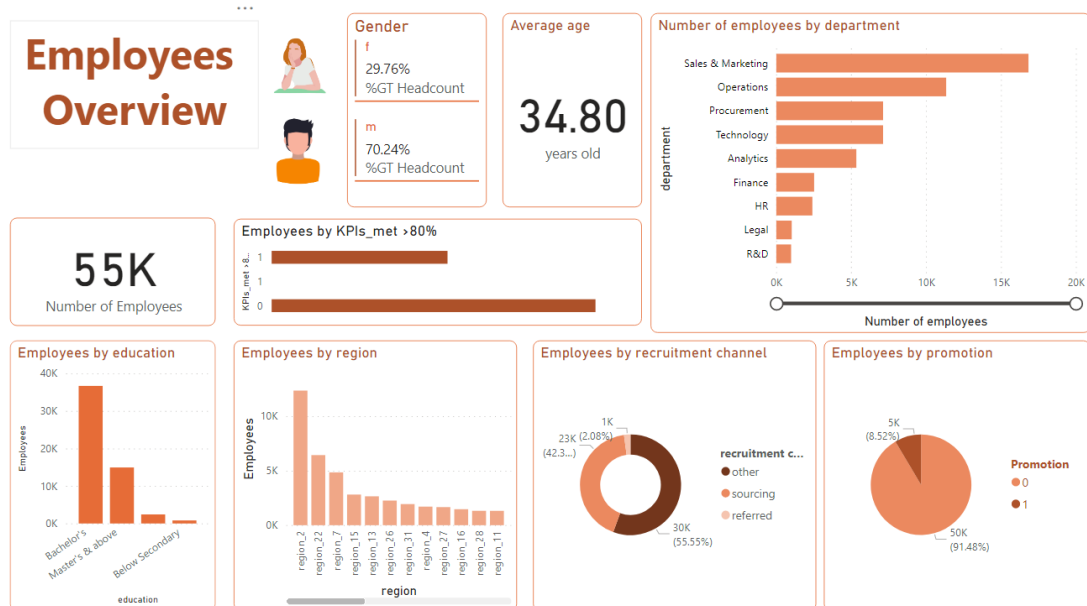 Employees
Overview
Gender
f
29.76%
%GT Headcount
m
70.24%
%GT Headcount
Average age
34.80
years old
Number of employees by department
department
Sales & Marketing
Operations
Procurement
Technology
Analytics
Finance
HR
Legal
R&D
0K
5K
10K
15K
20K
Number of employees
55K
Number of Employees
Employees by KPIs_met >80%
KPIs_met >8...
1
1
0
Employees by education
Employees
40K
30K
20K
10K
0K
Bachelor's
Master's & above
Below Secondary
education
Employees by region
Employees
10K
5K
0K
region_2
region_22
region_7
region_15
region_13
region_26
region_31
region_4
region_27
region_16
region_28
region_11
region
Employees by recruitment channel
1K
(2.08%)
23K
(42.3...)
30K
(55.55%)
recruitment c...
other
sourcing
referred
Employees by promotion
5K
(8.52%)
50K
(91.48%)
Promotion
0
1